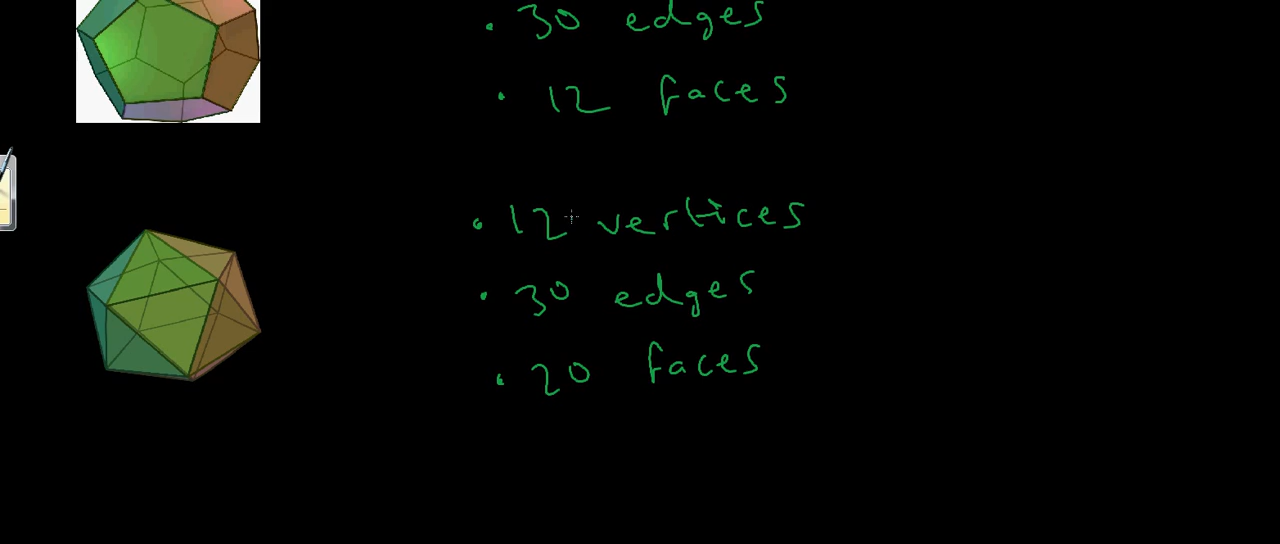 • 30 edges
• 12 faces
• 12 vertices
• 30 edges
• 20 faces